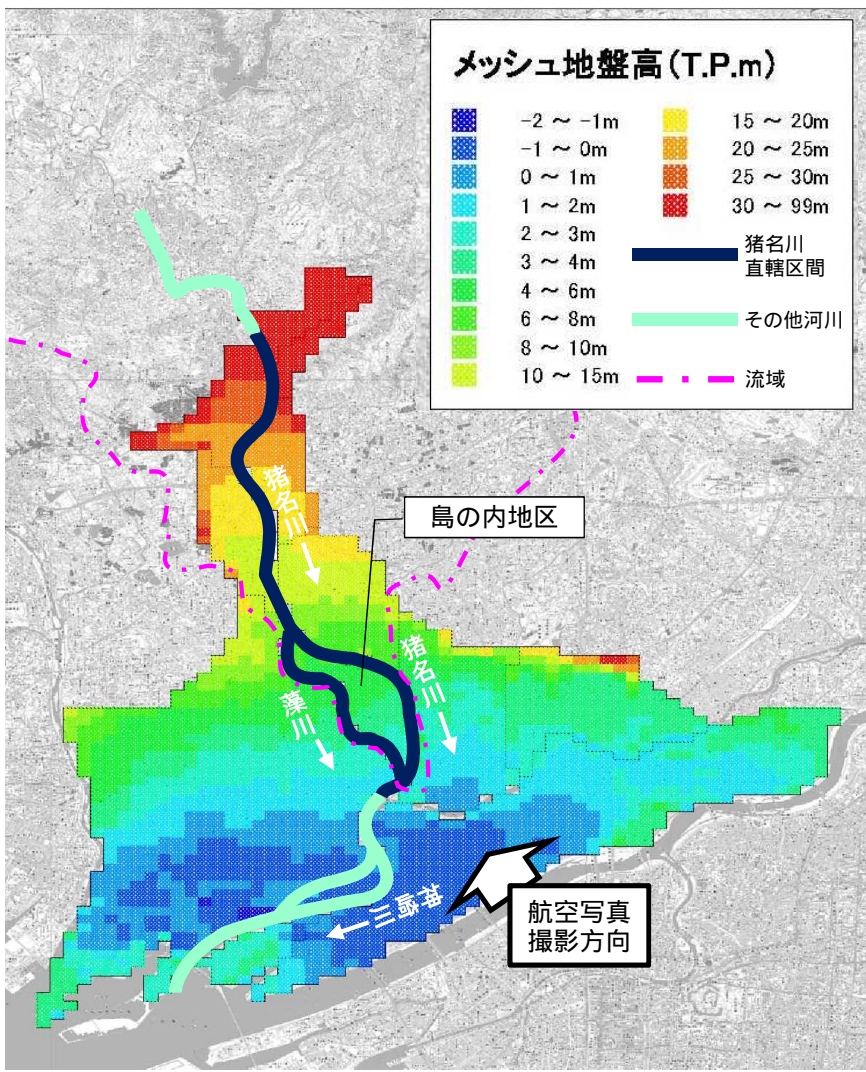 メッシュ地盤高(T.P.m)
-2 ~ -1m
-1 ~ 0m
0 ~ 1m
1 ~ 2m
2 ~ 3m
3 ~ 4m
4 ~ 6m
6 ~ 8m
8 ~ 10m
10 ~ 15m
15 ~ 20m
20 ~ 25m
25 ~ 30m
30 ~ 99m
猪名川
直轄区間
その他河川
流域
猪名川
島の内地区
猪名川
藻川
神崎川
航空写真
撮影方向